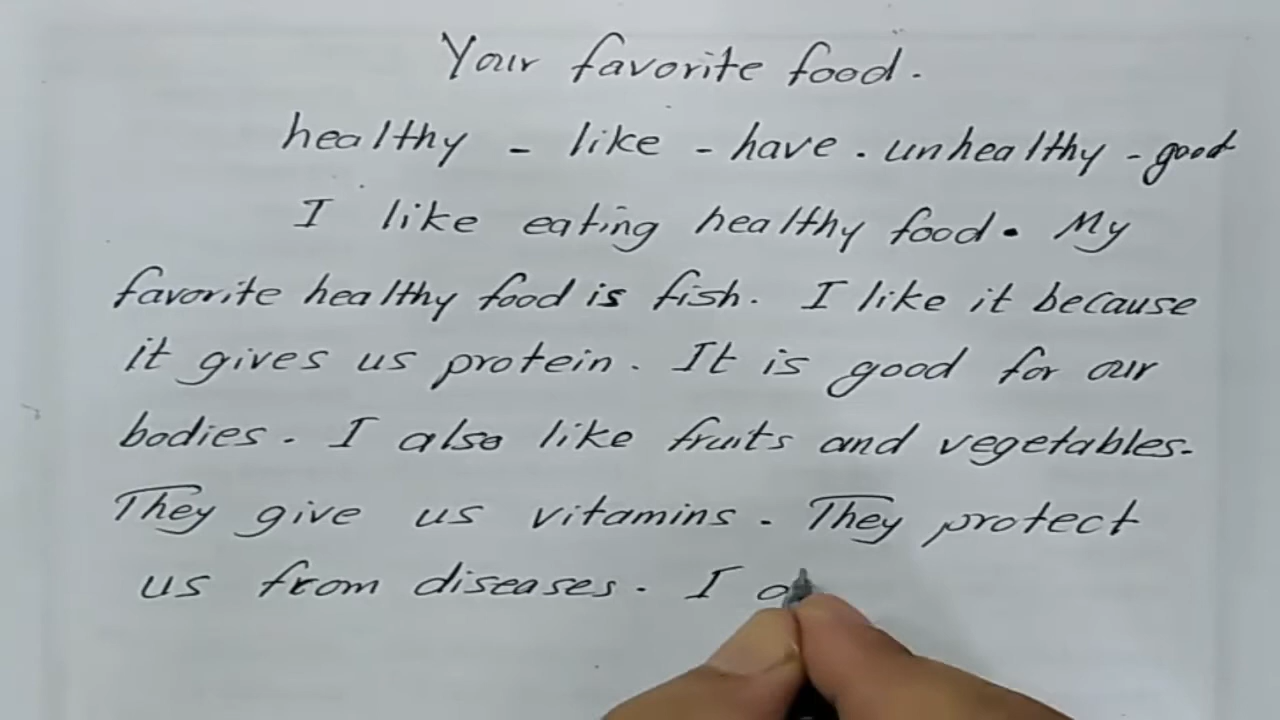 Your favorite food.
healthy - like - have - unhealthy - good
I like eating healthy food. My
favorite healthy food is fish. I like it because
it gives us protein. It is good for our
bodies. I also like fruits and vegetables.
They give us vitamins. They protect
us from diseases. I